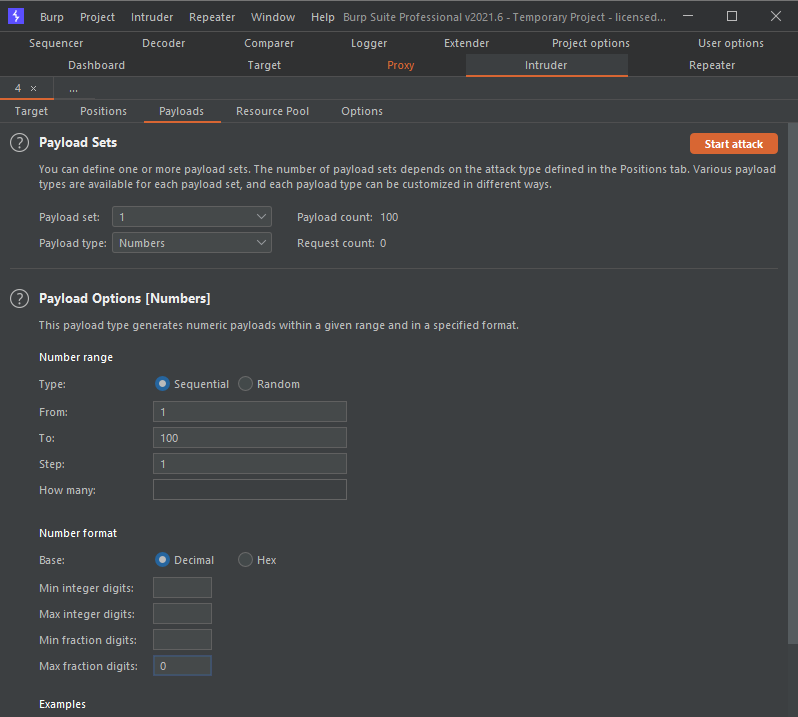 Burp Project Intruder Repeater Window Help Burp Suite Professional v2021.6 - Temporary Project - licensed...
Sequencer Decoder Comparer Logger Extender Project options User options
Dashboard Target Proxy Intruder Repeater
4 × ...
Target Positions Payloads Resource Pool Options
? Payload Sets Start attack
You can define one or more payload sets. The number of payload sets depends on the attack type defined in the Positions tab. Various payload
types are available for each payload set, and each payload type can be customized in different ways.
Payload set: 1 Payload count: 100
Payload type: Numbers Request count: 0
? Payload Options [Numbers]
This payload type generates numeric payloads within a given range and in a specified format.
Number range
Type: Sequential Random
From: 1
To: 100
Step: 1
How many:
Number format
Base: Decimal Hex
Min integer digits:
Max integer digits:
Min fraction digits:
Max fraction digits: 0
Examples